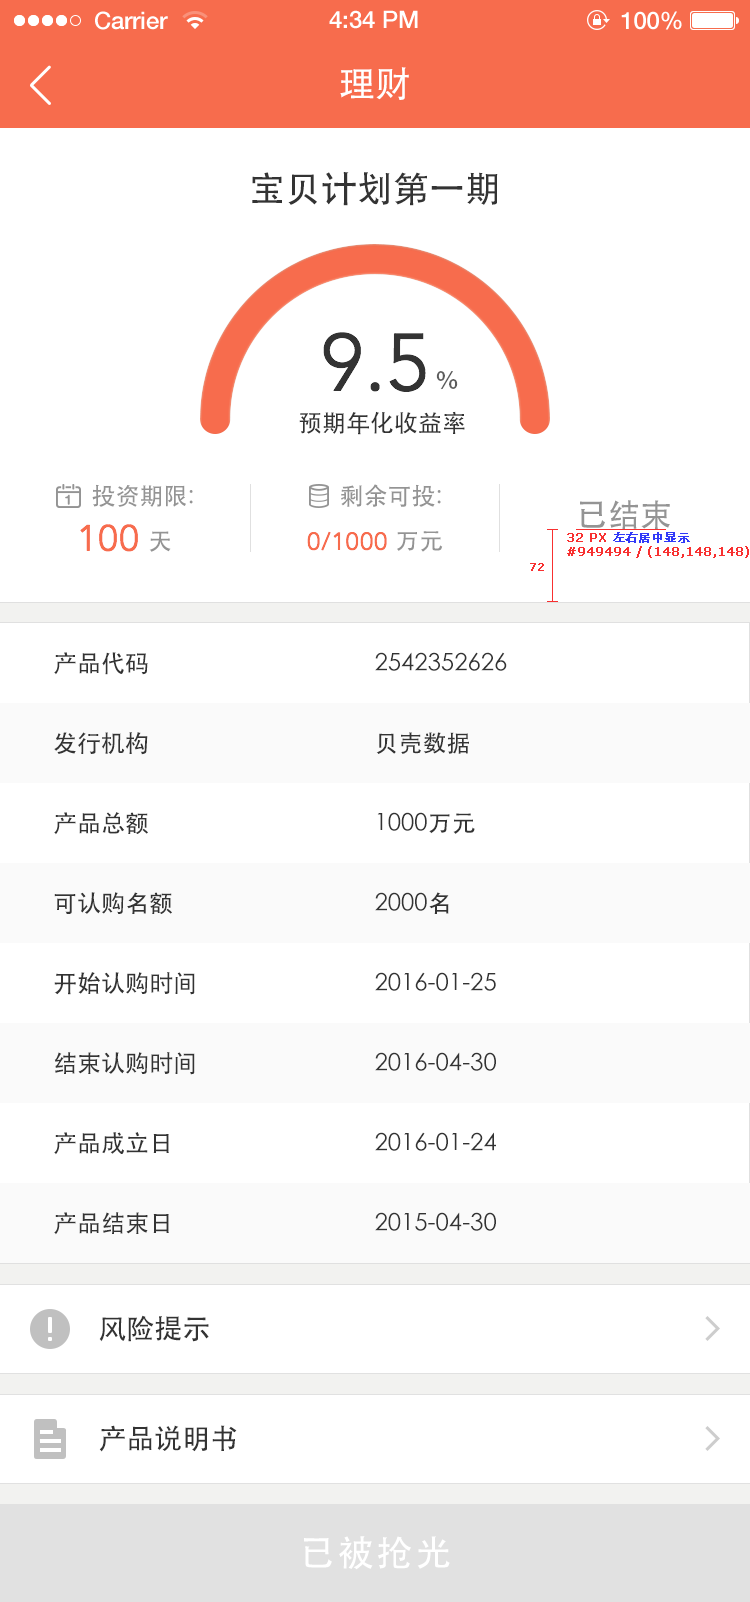 Carrier 4:34 PM 100%
理财
宝贝计划第一期
9.5 %
预期年化收益率
投资期限:
100 天
剩余可投:
0/1000 万元
已结束
32 PX 左右居中显示
#949494 / (148,148,148)
72
产品代码 2542352626
发行机构 贝壳数据
产品总额 1000万元
可认购名额 2000名
开始认购时间 2016-01-25
结束认购时间 2016-04-30
产品成立日 2016-01-24
产品结束日 2015-04-30
风险提示
产品说明书
已被抢光